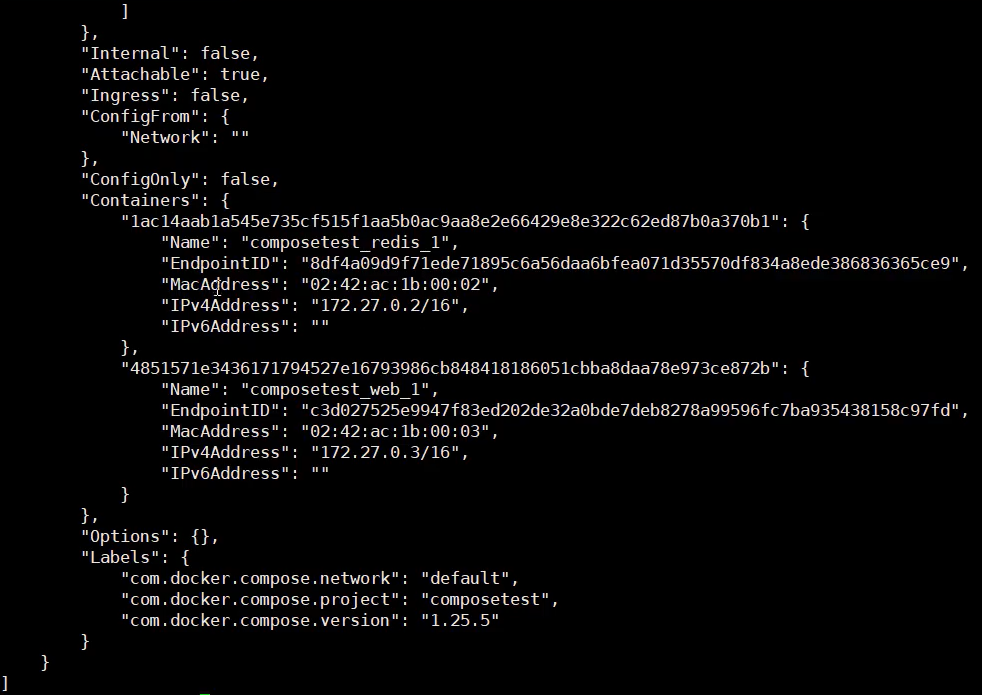 ]
        },
        "Internal": false,
        "Attachable": true,
        "Ingress": false,
        "ConfigFrom": {
            "Network": ""
        },
        "ConfigOnly": false,
        "Containers": {
            "1ac14aab1a545e735cf515f1aa5b0ac9aa8e2e66429e8e322c62ed87b0a370b1": {
                "Name": "composetest_redis_1",
                "EndpointID": "8df4a09d9f71ede71895c6a56daa6bfea071d35570df834a8ede386836365ce9",
                "MacAddress": "02:42:ac:1b:00:02",
                "IPv4Address": "172.27.0.2/16",
                "IPv6Address": ""
            },
            "4851571e3436171794527e16793986cb848418186051cbba8daa78e973ce872b": {
                "Name": "composetest_web_1",
                "EndpointID": "c3d027525e9947f83ed202de32a0bde7deb8278a99596fc7ba935438158c97fd",
                "MacAddress": "02:42:ac:1b:00:03",
                "IPv4Address": "172.27.0.3/16",
                "IPv6Address": ""
            }
        },
        "Options": {},
        "Labels": {
            "com.docker.compose.network": "default",
            "com.docker.compose.project": "composetest",
            "com.docker.compose.version": "1.25.5"
        }
    }
]